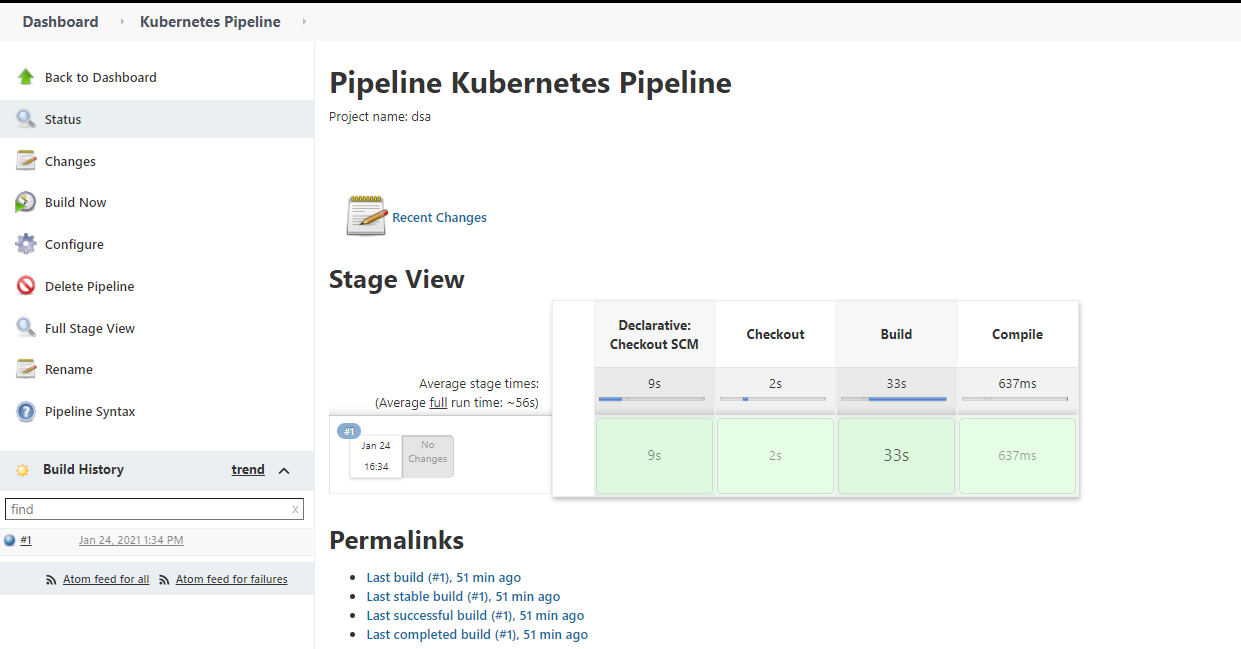 Dashboard Kubernetes Pipeline
Back to Dashboard
Status
Changes
Build Now
Configure
Delete Pipeline
Full Stage View
Rename
Pipeline Syntax
Build History trend
find x
#1 Jan 24, 2021 1:34 PM
Atom feed for all Atom feed for failures
Pipeline Kubernetes Pipeline
Project name: dsa
Recent Changes
Stage View
Declarative:
Checkout SCM
Checkout
Build
Compile
Average stage times:
(Average full run time: ~56s)
9s 2s 33s 637ms
#1
Jan 24
16:34
No
Changes
9s 2s 33s 637ms
Permalinks
Last build (#1), 51 min ago
Last stable build (#1), 51 min ago
Last successful build (#1), 51 min ago
Last completed build (#1), 51 min ago